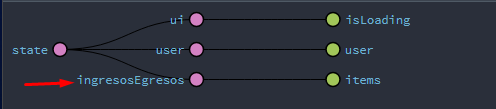 ui isLoading
state user user
ingresosEgresos items